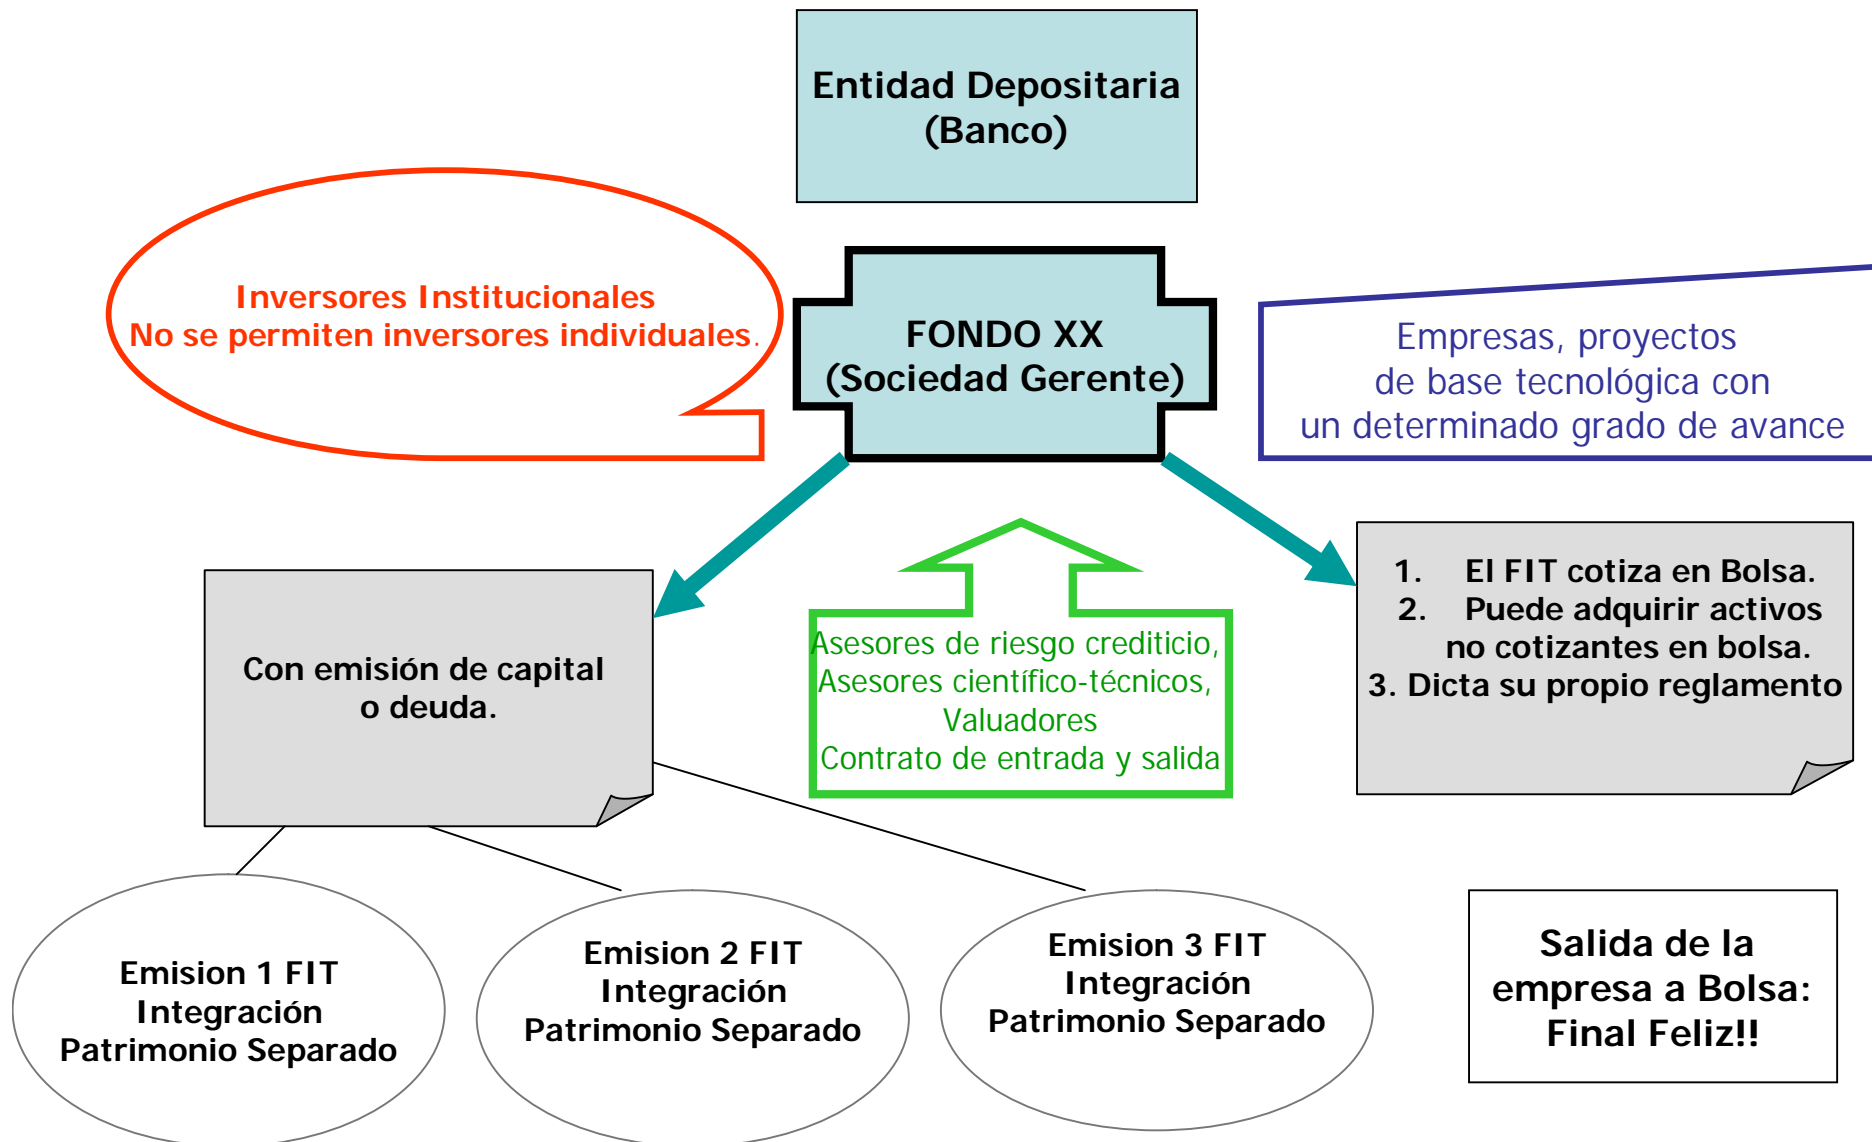 Entidad Depositaria
(Banco)
Inversores Institucionales
No se permiten inversores individuales.
FONDO XX
(Sociedad Gerente)
Empresas, proyectos
de base tecnológica con
un determinado grado de avance
Con emisión de capital
o deuda.
Asesores de riesgo crediticio,
Asesores científico-técnicos,
Valuadores
Contrato de entrada y salida
1. El FIT cotiza en Bolsa.
2. Puede adquirir activos
no cotizantes en bolsa.
3. Dicta su propio reglamento
Emision 1 FIT
Integración
Patrimonio Separado
Emision 2 FIT
Integración
Patrimonio Separado
Emision 3 FIT
Integración
Patrimonio Separado
Salida de la
empresa a Bolsa:
Final Feliz!!